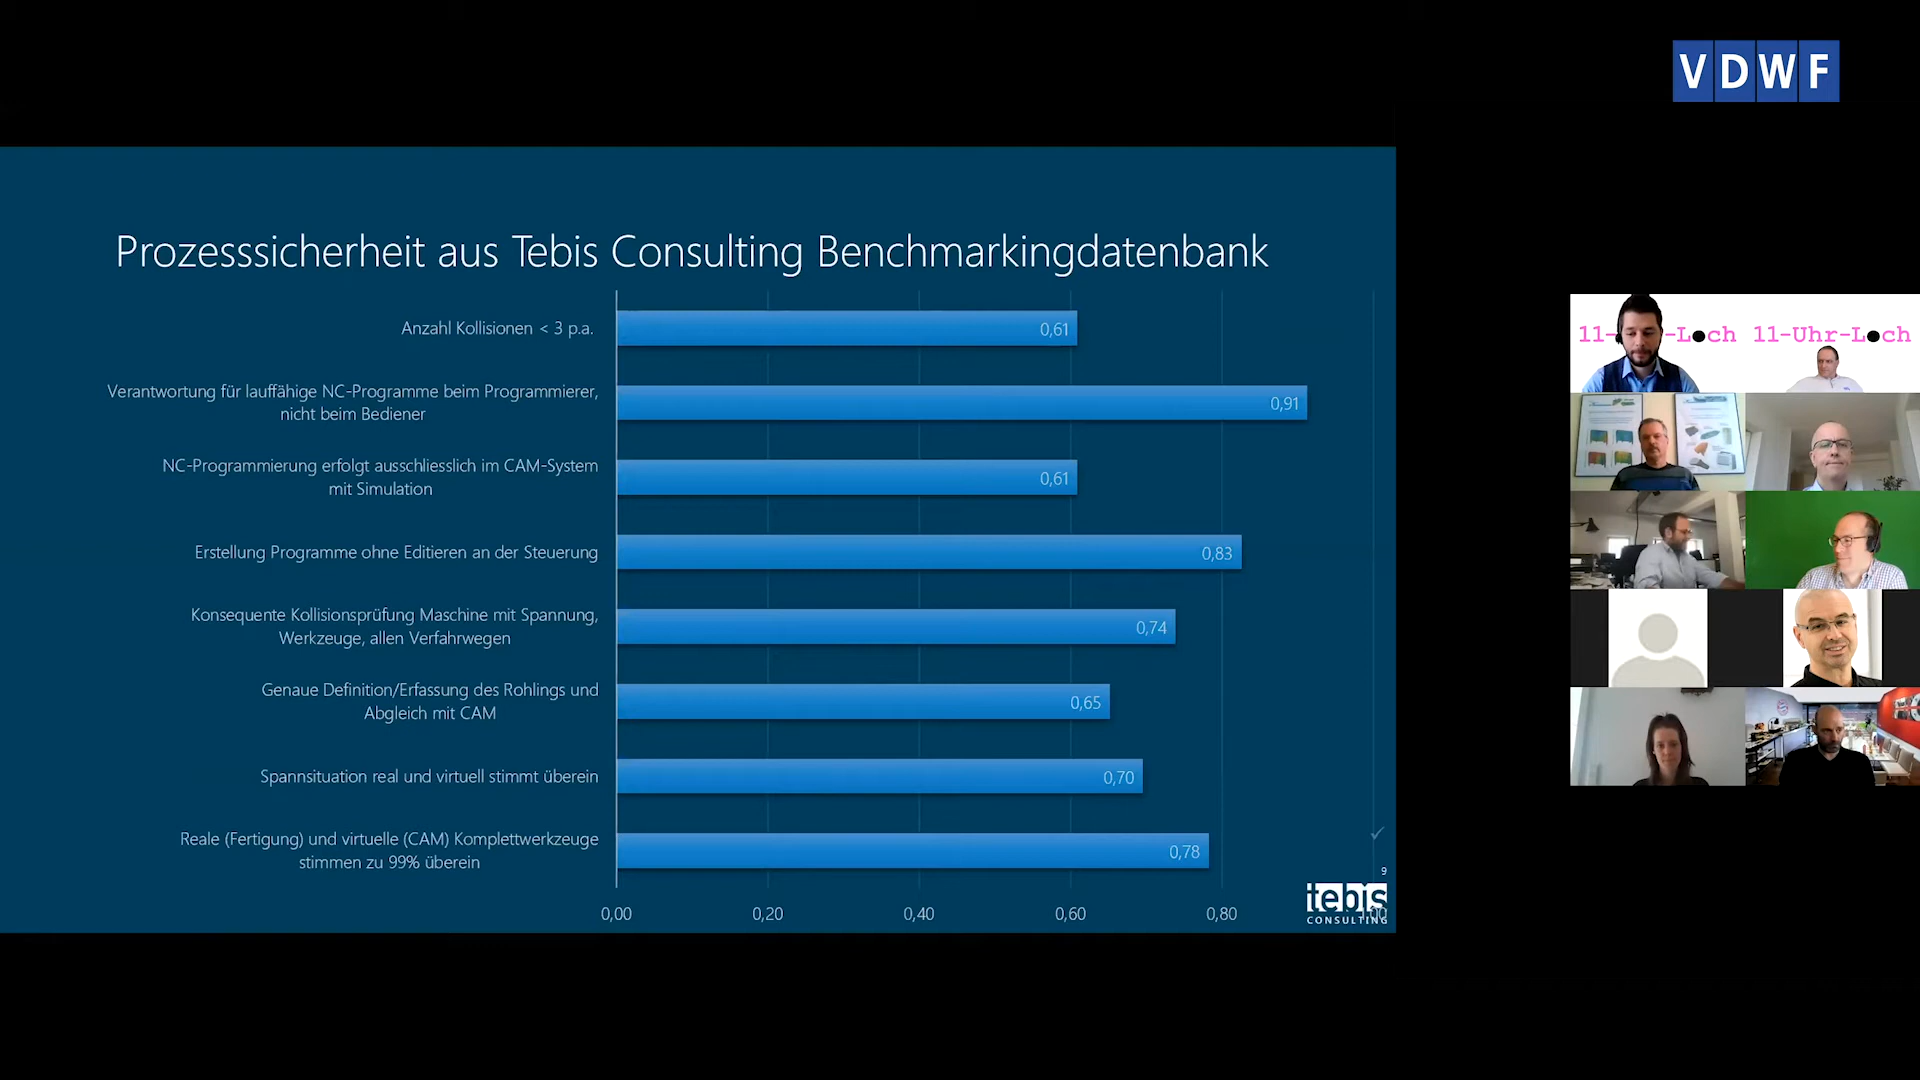 VDWF
Prozesssicherheit aus Tebis Consulting Benchmarkingdatenbank
Anzahl Kollisionen < 3 p.a.
0,61
Verantwortung für lauffähige NC-Programme beim Programmierer,
nicht beim Bediener
0,91
NC-Programmierung erfolgt ausschliesslich im CAM-System
mit Simulation
0,61
Erstellung Programme ohne Editieren an der Steuerung
0,83
Konsequente Kollisionsprüfung Maschine mit Spannung,
Werkzeuge, allen Verfahrwegen
0,74
Genaue Definition/Erfassung des Rohlings und
Abgleich mit CAM
0,65
Spannsituation real und virtuell stimmt überein
0,70
Reale (Fertigung) und virtuelle (CAM) Komplettwerkzeuge
stimmen zu 99% überein
0,78
0,00 0,20 0,40 0,60 0,80 1,00
9
tebis
CONSULTING
11- -Loch 11-Uhr-Loch